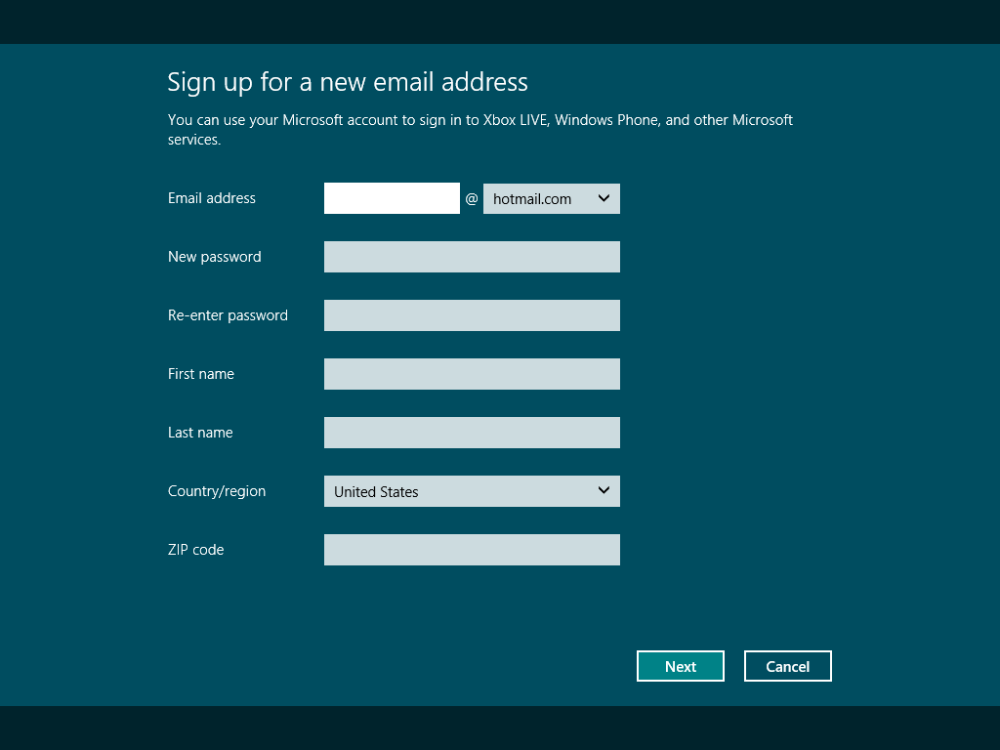 Sign up for a new email address
You can use your Microsoft account to sign in to Xbox LIVE, Windows Phone, and other Microsoft
services.
Email address @ hotmail.com
New password
Re-enter password
First name
Last name
Country/region United States
ZIP code
Next Cancel